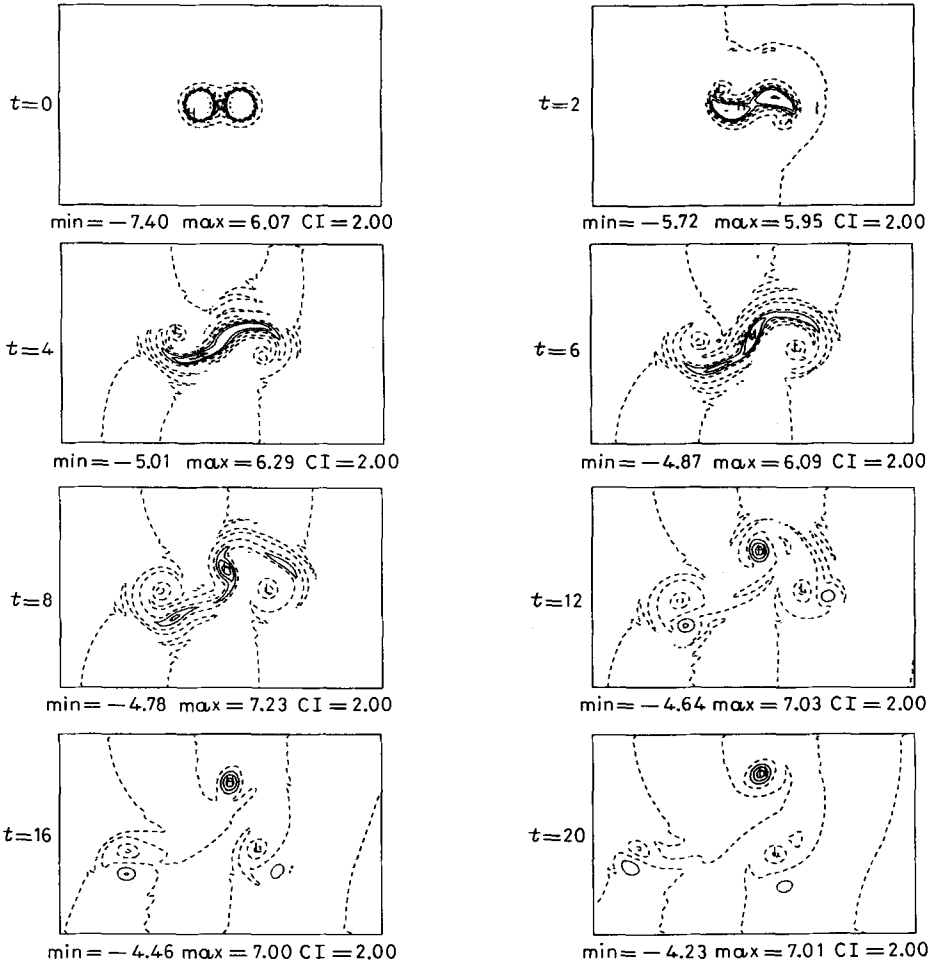 t=0
t=2
min=−7.40 max=6.07 CI=2.00
min=−5.72 max=5.95 CI=2.00
t=4
t=6
min=−5.01 max=6.29 CI=2.00
min=−4.87 max=6.09 CI=2.00
t=8
t=12
min=−4.78 max=7.23 CI=2.00
min=−4.64 max=7.03 CI=2.00
t=16
t=20
min=−4.46 max=7.00 CI=2.00
min=−4.23 max=7.01 CI=2.00